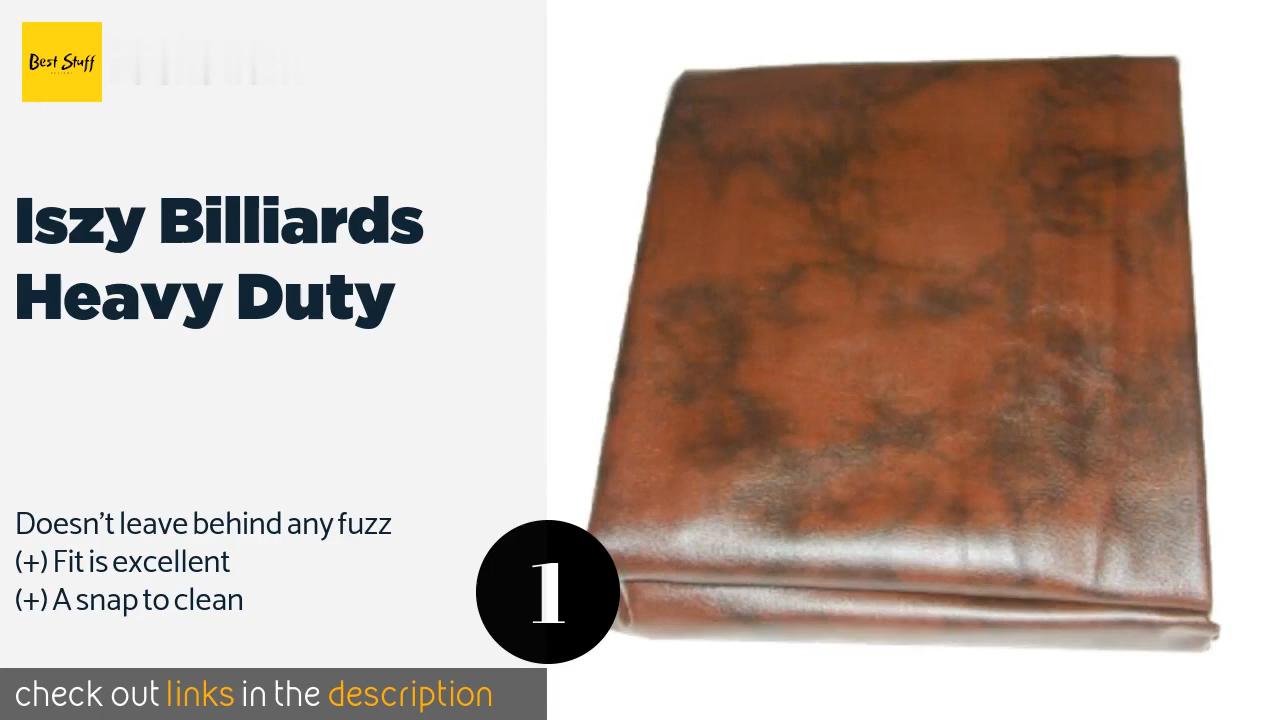 Best Stuff
Iszy Billiards
Heavy Duty
Doesn't leave behind any fuzz
(+) Fit is excellent
(+) A snap to clean
1
check out links in the description